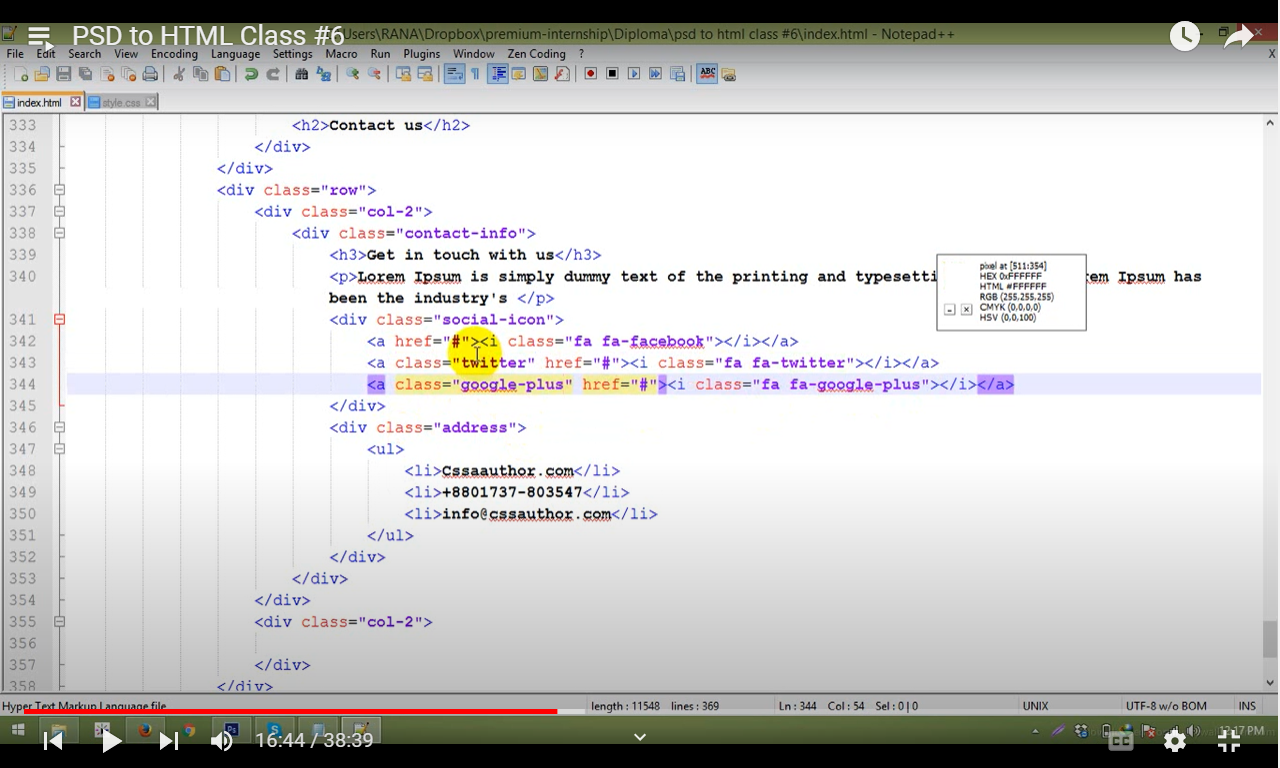 PSD to HTML Class #6
\Users\RANA\Dropbox\premium-internship\Diploma\psd to html class #6\index.html - Notepad++
File Edit Search View Encoding Language Settings Macro Run Plugins Window Zen Coding ? X
index.html style.css
333 <h2>Contact us</h2>
334 </div>
335 </div>
336 <div class="row">
337 <div class="col-2">
338 <div class="contact-info">
339 <h3>Get in touch with us</h3>
340 <p>Lorem Ipsum is simply dummy text of the printing and typesetti em Ipsum has
been the industry's </p>
341 <div class="social-icon">
342 <a href="#"><i class="fa fa-facebook"></i></a>
343 <a class="twitter" href="#"><i class="fa fa-twitter"></i></a>
344 <a class="google-plus" href="#"><i class="fa fa-google-plus"></i></a>
345 </div>
346 <div class="address">
347 <ul>
348 <li>Cssaauthor.com</li>
349 <li>+8801737-803547</li>
350 <li>info@cssauthor.com</li>
351 </ul>
352 </div>
353 </div>
354 </div>
355 <div class="col-2">
356
357 </div>
358 </div>
pixel at [511:354]
HEX 0xFFFFFF
HTML #FFFFFF
RGB (255,255,255)
CMYK (0,0,0,0)
HSV (0,0,100)
Hyper Text Markup Language file length : 11548 lines : 369 Ln : 344 Col : 54 Sel : 0 | 0 UNIX UTF-8 w/o BOM INS
16:44 / 38:39 CC 12:17 PM